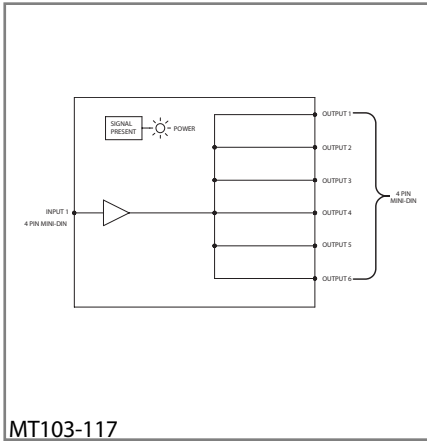 SIGNAL
PRESENT
POWER
OUTPUT 1
OUTPUT 2
OUTPUT 3
INPUT 1
4 PIN MINI-DIN
OUTPUT 4
4 PIN
MINI-DIN
OUTPUT 5
OUTPUT 6
MT103-117